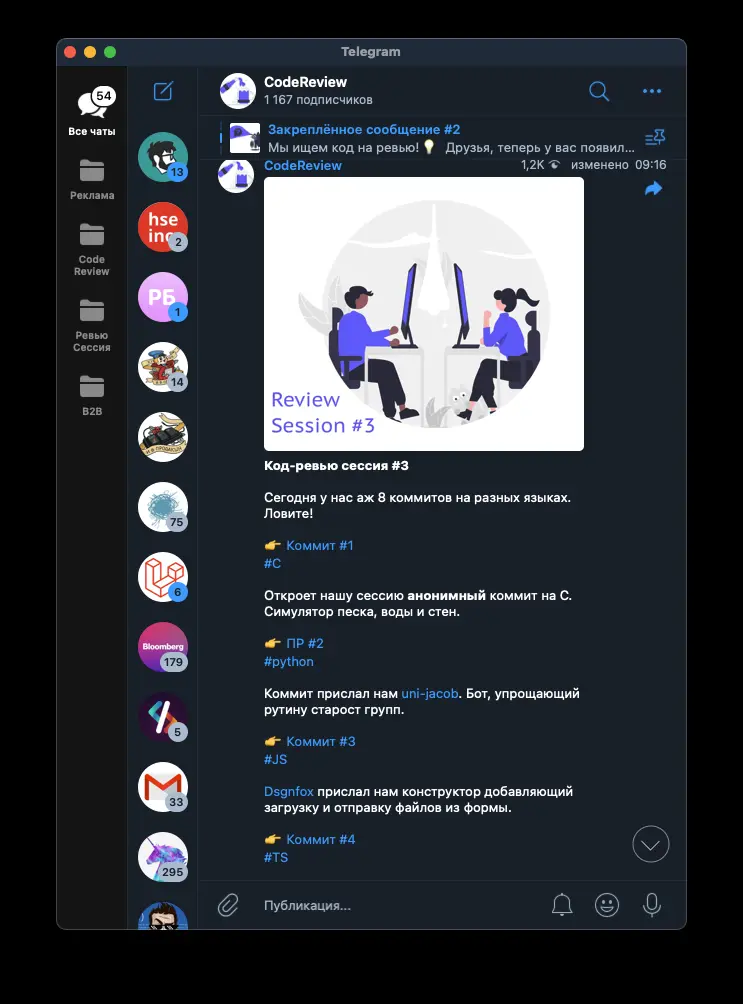 Telegram
54
Все чаты
Реклама
Code
Review
Ревью
Сессия
B2B
13
hse
inc
2
РБ
1
14
75
6
Bloomberg
179
5
33
295
CodeReview
1 167 подписчиков
Закреплённое сообщение #2
Мы ищем код на ревью!💡 Друзья, теперь у вас появил...
CodeReview
1,2K изменено 09:16
Review
Session #3
Код-ревью сессия #3
Сегодня у нас аж 8 коммитов на разных языках.
Ловите!
👉 Коммит #1
#C
Откроет нашу сессию анонимный коммит на С.
Симулятор песка, воды и стен.
👉 ПР #2
#python
Коммит прислал нам uni-jacob. Бот, упрощающий
рутину старост групп.
👉 Коммит #3
#JS
Dsgnfox прислал нам конструктор добавляющий
загрузку и отправку файлов из формы.
👉 Коммит #4
#TS
Публикация...